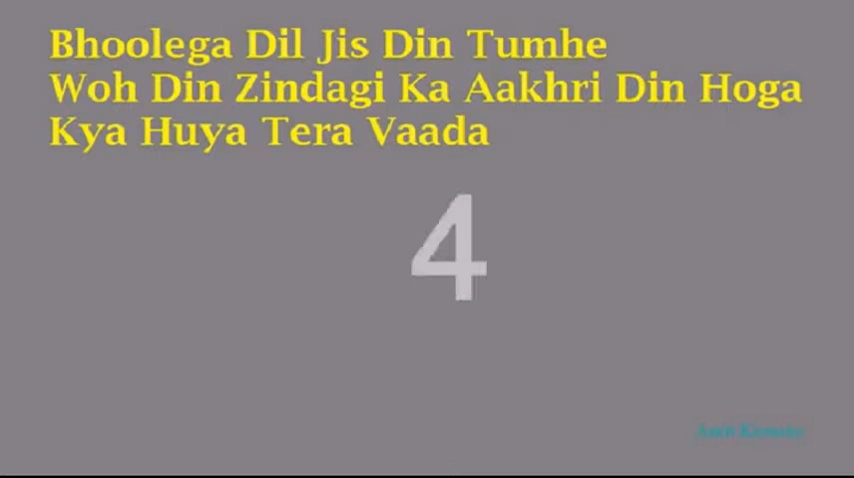 Bhoolega Dil Jis Din Tumhe
Woh Din Zindagi Ka Aakhri Din Hoga
Kya Huya Tera Vaada
4